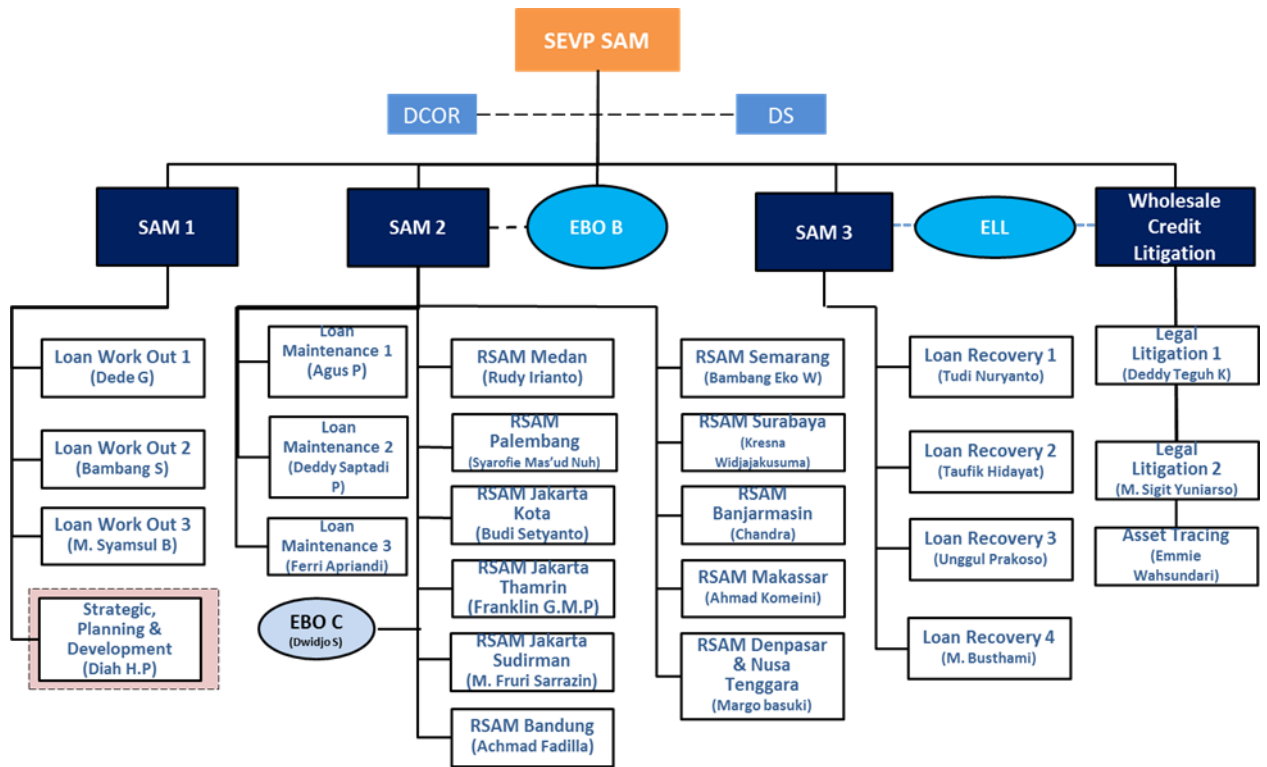 SEVP SAM
DCOR
DS
SAM 1
SAM 2
EBO B
SAM 3
ELL
Wholesale
Credit
Litigation
Loan Work Out 1
(Dede G)
Loan Work Out 2
(Bambang S)
Loan Work Out 3
(M. Syamsul B)
Strategic,
Planning &
Development
(Diah H.P)
Loan
Maintenance 1
(Agus P)
Loan
Maintenance 2
(Deddy Saptadi
P)
Loan
Maintenance 3
(Ferri Apriandi)
EBO C
(Dwidjo S)
RSAM Medan
(Rudy Irianto)
RSAM
Palembang
(Syarofie Mas'ud Nuh)
RSAM Jakarta
Kota
(Budi Setyanto)
RSAM Jakarta
Thamrin
(Franklin G.M.P)
RSAM Jakarta
Sudirman
(M. Fruri Sarrazin)
RSAM Bandung
(Achmad Fadilla)
RSAM Semarang
(Bambang Eko W)
RSAM Surabaya
(Kresna
Widjajakusuma)
RSAM
Banjarmasin
(Chandra)
RSAM Makassar
(Ahmad Komeini)
RSAM Denpasar
& Nusa
Tenggara
(Margo basuki)
Loan Recovery 1
(Tudi Nuryanto)
Loan Recovery 2
(Taufik Hidayat)
Loan Recovery 3
(Unggul Prakoso)
Loan Recovery 4
(M. Busthami)
Legal
Litigation 1
(Deddy Teguh K)
Legal
Litigation 2
(M. Sigit Yuniarso)
Asset Tracing
(Emmie
Wahsundari)